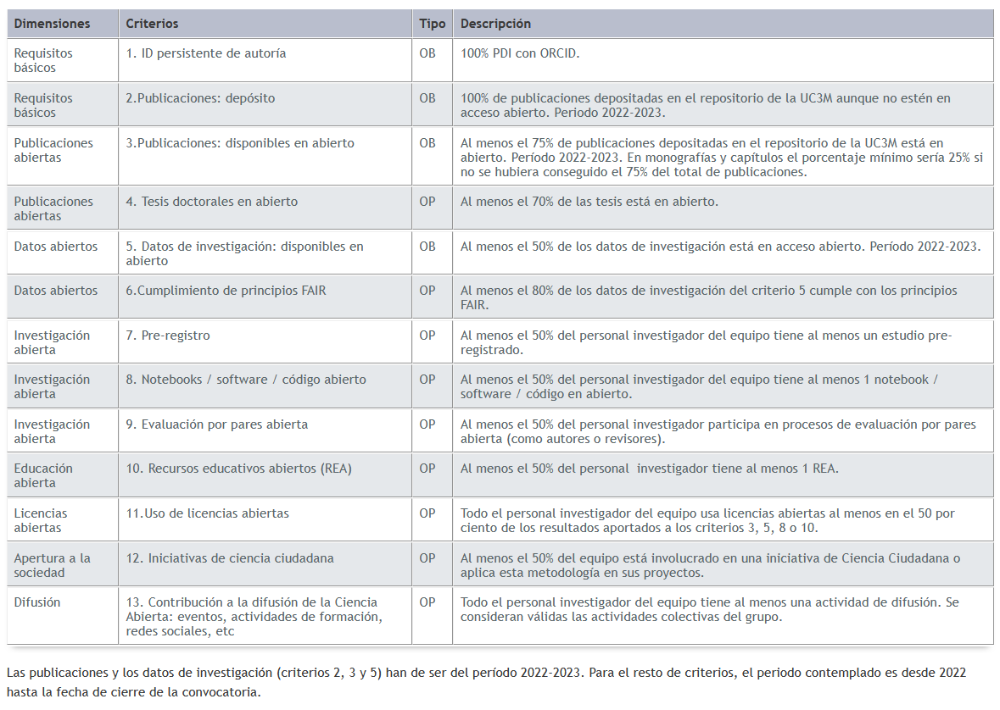 Dimensiones Criterios Tipo Descripción
Requisitos básicos 1. ID persistente de autoría OB 100% PDI con ORCID.
Requisitos básicos 2.Publicaciones: depósito OB 100% de publicaciones depositadas en el repositorio de la UC3M aunque no estén en
acceso abierto. Periodo 2022-2023.
Publicaciones abiertas 3.Publicaciones: disponibles en abierto OB Al menos el 75% de publicaciones depositadas en el repositorio de la UC3M está en
abierto. Período 2022-2023. En monografías y capítulos el porcentaje mínimo sería 25% si
no se hubiera conseguido el 75% del total de publicaciones.
Publicaciones abiertas 4. Tesis doctorales en abierto OP Al menos el 70% de las tesis está en abierto.
Datos abiertos 5. Datos de investigación: disponibles en abierto OB Al menos el 50% de los datos de investigación está en acceso abierto. Período 2022-2023.
Datos abiertos 6.Cumplimiento de principios FAIR OP Al menos el 80% de los datos de investigación del criterio 5 cumple con los principios
FAIR.
Investigación abierta 7. Pre-registro OP Al menos el 50% del personal investigador del equipo tiene al menos un estudio pre-
registrado.
Investigación abierta 8. Notebooks / software / código abierto OP Al menos el 50% del personal investigador del equipo tiene al menos 1 notebook /
software / código en abierto.
Investigación abierta 9. Evaluación por pares abierta OP Al menos el 50% del personal investigador participa en procesos de evaluación por pares
abierta (como autores o revisores).
Educación abierta 10. Recursos educativos abiertos (REA) OP Al menos el 50% del personal  investigador tiene al menos 1 REA.
Licencias abiertas 11.Uso de licencias abiertas OP Todo el personal investigador del equipo usa licencias abiertas al menos en el 50 por
ciento de los resultados aportados a los criterios 3, 5, 8 o 10.
Apertura a la sociedad 12. Iniciativas de ciencia ciudadana OP Al menos el 50% del equipo está involucrado en una iniciativa de Ciencia Ciudadana o
aplica esta metodología en sus proyectos.
Difusión 13. Contribución a la difusión de la Ciencia Abierta: eventos, actividades de formación, redes sociales, etc OP Todo el personal investigador del equipo tiene al menos una actividad de difusión. Se
consideran válidas las actividades colectivas del grupo.
Las publicaciones y los datos de investigación (criterios 2, 3 y 5) han de ser del período 2022-2023. Para el resto de criterios, el periodo contemplado es desde 2022
hasta la fecha de cierre de la convocatoria.